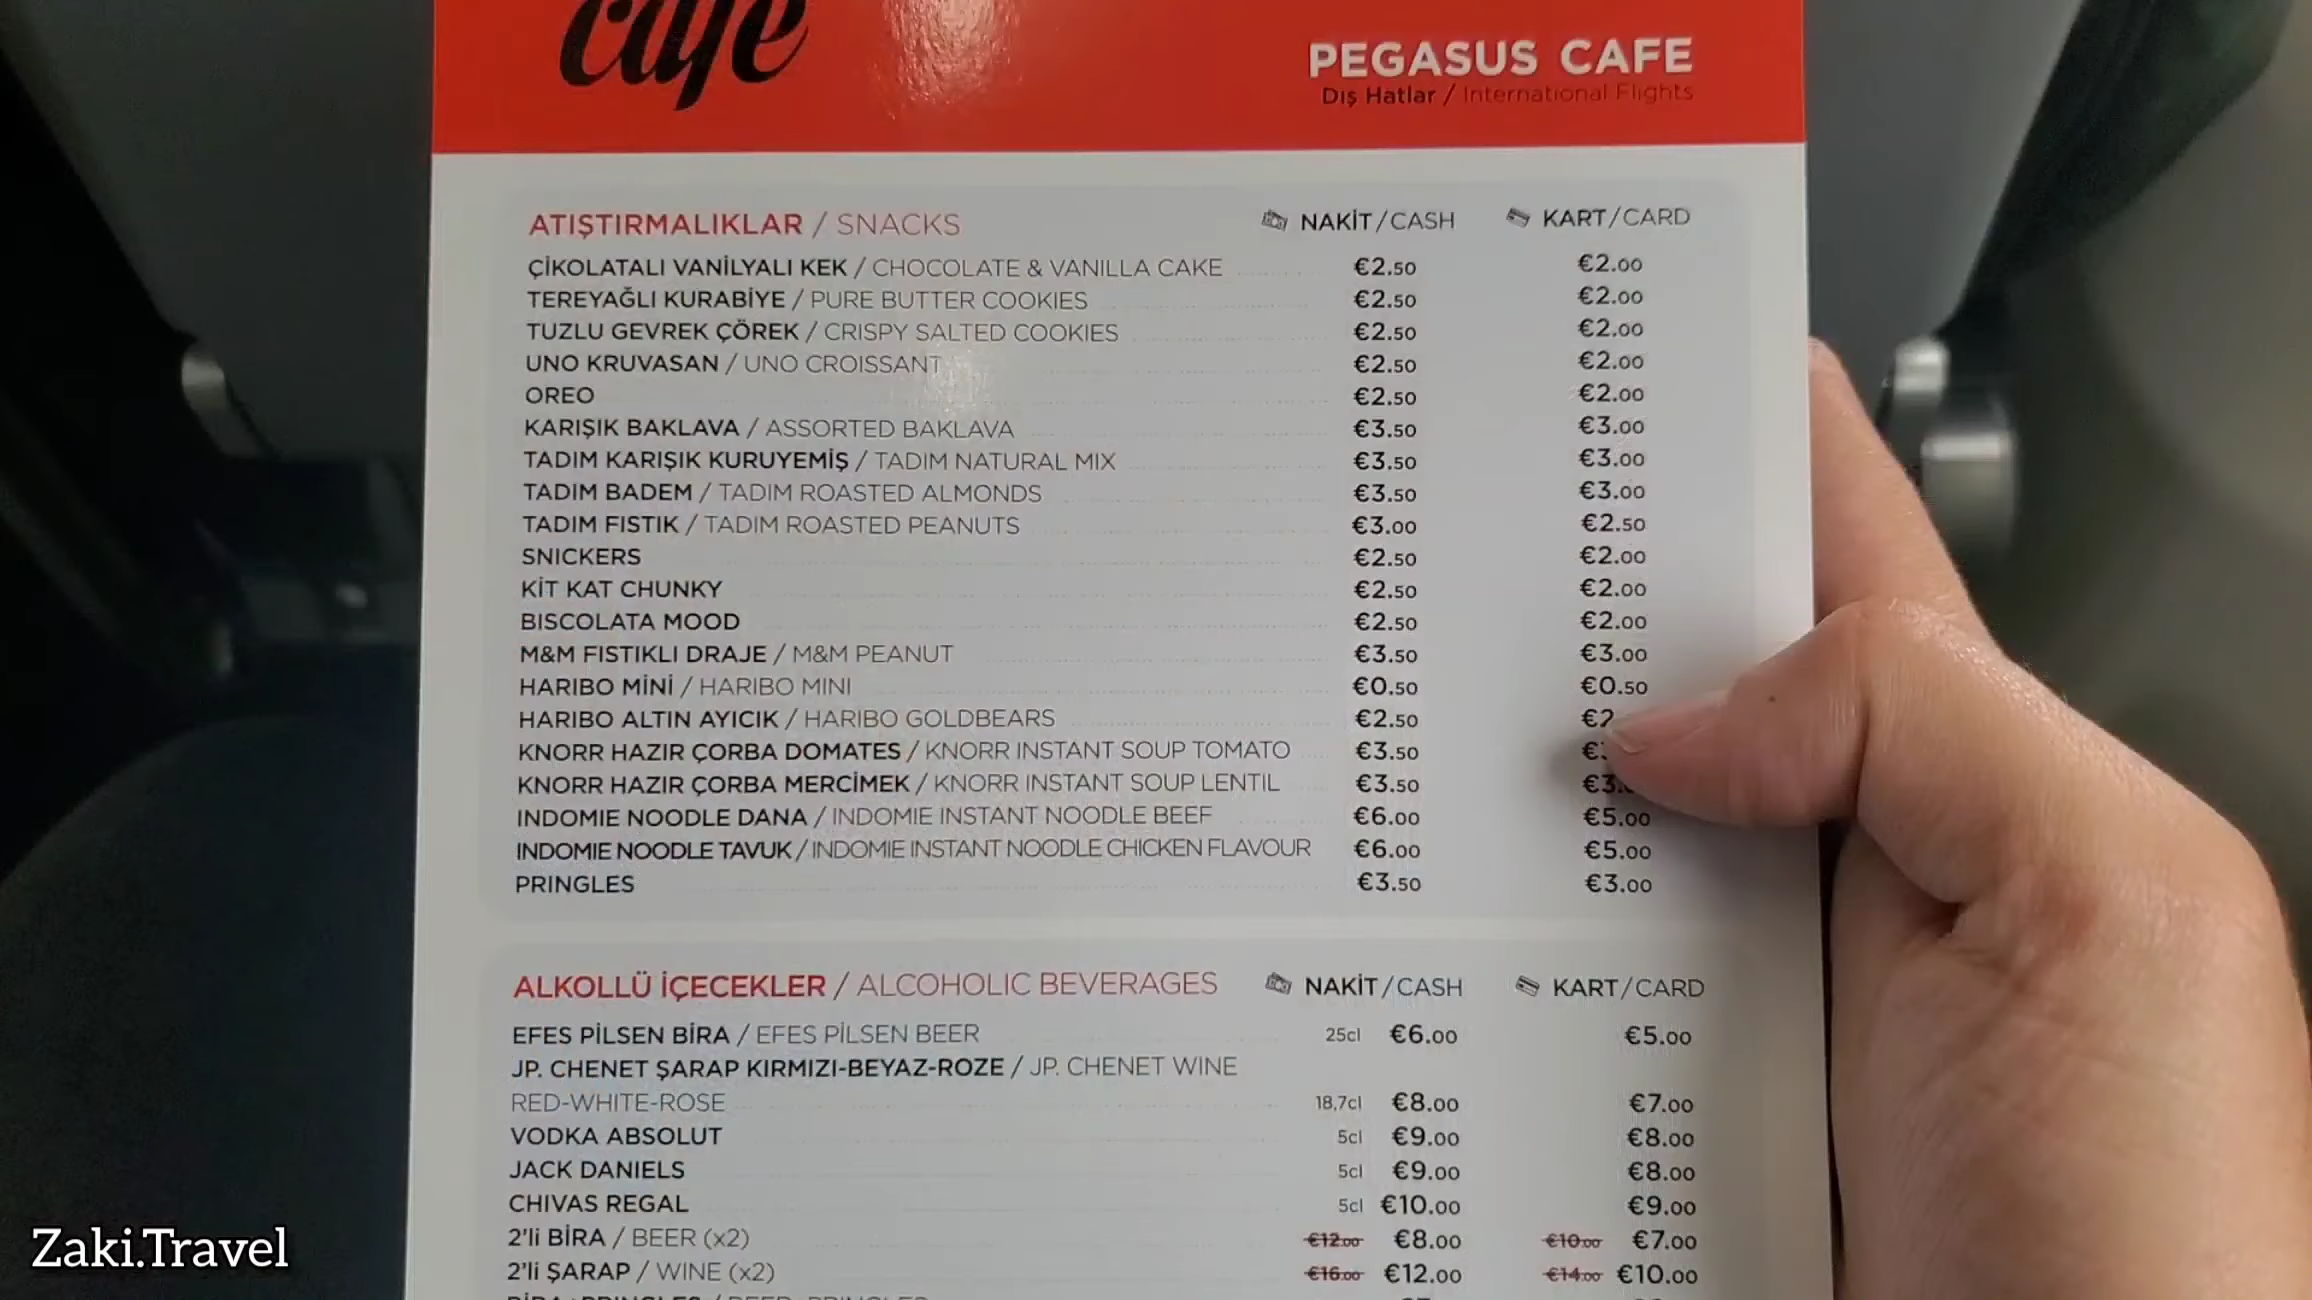 cafe
PEGASUS CAFE
Dış Hatlar / International Flights
ATIŞTIRMALIKLAR / SNACKS NAKİT/CASH KART/CARD
ÇİKOLATALI VANİLYALI KEK / CHOCOLATE & VANILLA CAKE €2.50 €2.00
TEREYAĞLI KURABİYE / PURE BUTTER COOKIES €2.50 €2.00
TUZLU GEVREK ÇÖREK / CRISPY SALTED COOKIES €2.50 €2.00
UNO KRUVASAN / UNO CROISSANT €2.50 €2.00
OREO €2.50 €2.00
KARIŞIK BAKLAVA / ASSORTED BAKLAVA €3.50 €3.00
TADIM KARIŞIK KURUYEMİŞ / TADIM NATURAL MIX €3.50 €3.00
TADIM BADEM / TADIM ROASTED ALMONDS €3.50 €3.00
TADIM FISTIK / TADIM ROASTED PEANUTS €3.00 €2.50
SNICKERS €2.50 €2.00
KİT KAT CHUNKY €2.50 €2.00
BISCOLATA MOOD €2.50 €2.00
M&M FISTIKLI DRAJE / M&M PEANUT €3.50 €3.00
HARIBO MİNİ / HARIBO MINI €0.50 €0.50
HARIBO ALTIN AYICIK / HARIBO GOLDBEARS €2.50
KNORR HAZIR ÇORBA DOMATES / KNORR INSTANT SOUP TOMATO €3.50
KNORR HAZIR ÇORBA MERCİMEK / KNORR INSTANT SOUP LENTIL €3.50
INDOMIE NOODLE DANA / INDOMIE INSTANT NOODLE BEEF €6.00 €5.00
INDOMIE NOODLE TAVUK / INDOMIE INSTANT NOODLE CHICKEN FLAVOUR €6.00 €5.00
PRINGLES €3.50 €3.00
ALKOLLÜ İÇECEKLER / ALCOHOLIC BEVERAGES NAKİT/CASH KART/CARD
EFES PİLSEN BİRA / EFES PİLSEN BEER 25cl €6.00 €5.00
JP. CHENET ŞARAP KIRMIZI-BEYAZ-ROZE / JP. CHENET WINE
RED-WHITE-ROSE 18,7cl €8.00 €7.00
VODKA ABSOLUT 5cl €9.00 €8.00
JACK DANIELS 5cl €9.00 €8.00
CHIVAS REGAL 5cl €10.00 €9.00
2'li BİRA / BEER (x2) €12.00 €8.00 €10.00 €7.00
2'li ŞARAP / WINE (x2) €16.00 €12.00 €14.00 €10.00
Zaki.Travel